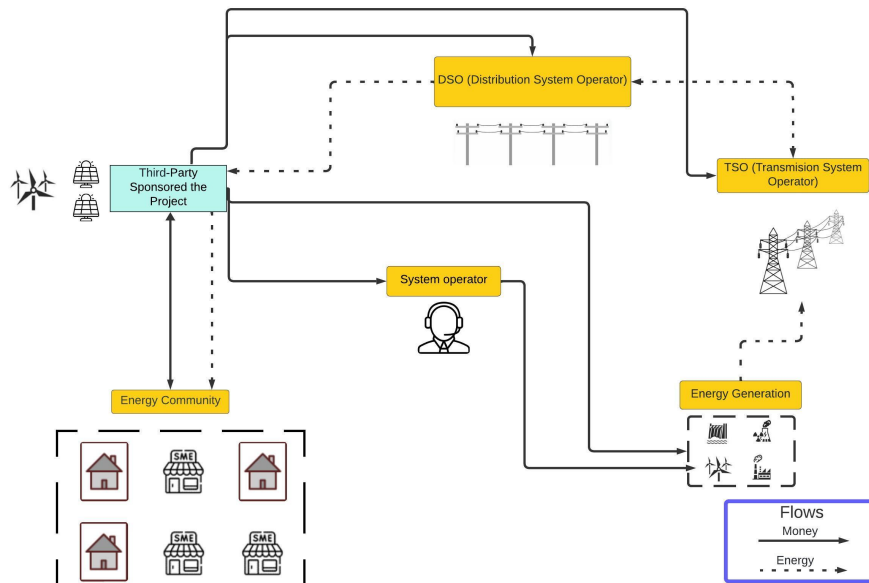 DSO (Distribution System Operator)
Third-Party
Sponsored the
Project
TSO (Transmision System
Operator)
System operator
Energy Community
Energy Generation
SME
SME
SME
Flows
Money
Energy